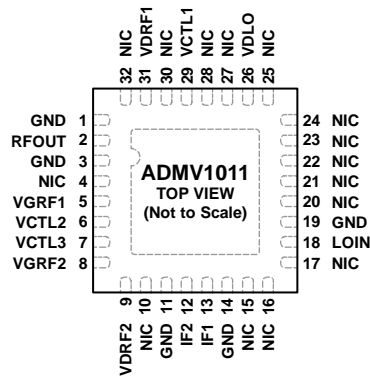 32 NIC
31 VDRF1
30 NIC
29 VCTL1
28 NIC
27 NIC
26 VDLO
25 NIC
GND 1
RFOUT 2
GND 3
NIC 4
VGRF1 5
VCTL2 6
VCTL3 7
VGRF2 8
ADMV1011
TOP VIEW
(Not to Scale)
24 NIC
23 NIC
22 NIC
21 NIC
20 NIC
19 GND
18 LOIN
17 NIC
VDRF2 9
NIC 10
GND 11
IF2 12
IF1 13
GND 14
NIC 15
NIC 16